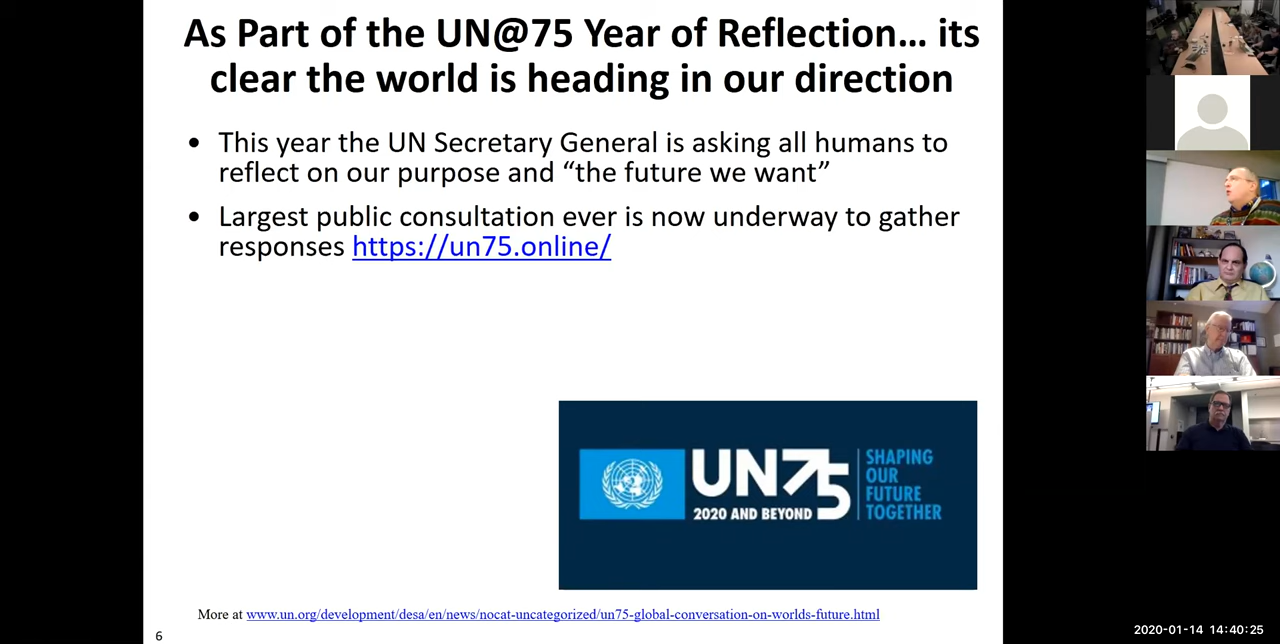 As Part of the UN@75 Year of Reflection… its
clear the world is heading in our direction
• This year the UN Secretary General is asking all humans to
reflect on our purpose and “the future we want”
• Largest public consultation ever is now underway to gather
responses https://un75.online/
UN75
2020 AND BEYOND
SHAPING
OUR
FUTURE
TOGETHER
More at www.un.org/development/desa/en/news/nocat-uncategorized/un75-global-conversation-on-worlds-future.html
6
2020-01-14 14:40:25